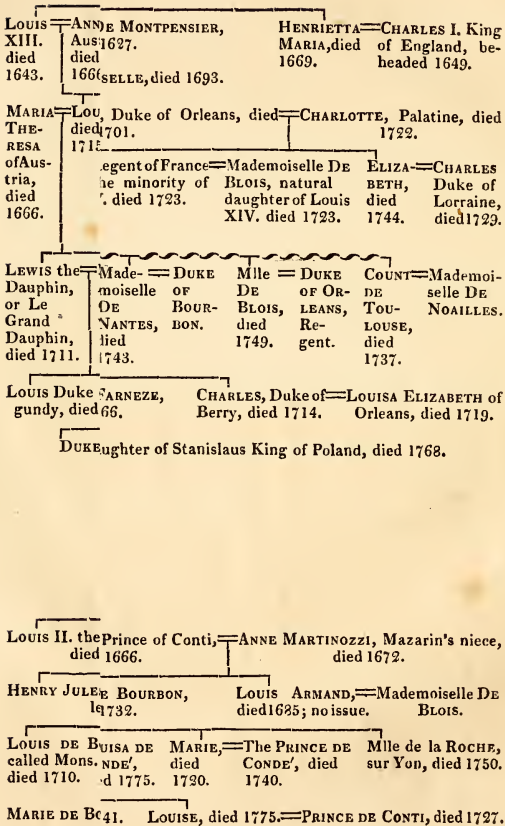 LOUIS XIII. died 1643. = ANN Aus died 166 DE MONTPENSIER, 1627. SELLE, died 1693.
HENRIETTA MARIA, died 1669. = CHARLES I. King of England, beheaded 1649.
MARIA THERESA of Austria, died 1666. = LOU died 171 , Duke of Orleans, died 1701. = CHARLOTTE, Palatine, died 1722.
egent of France he minority of . died 1723. = Mademoiselle DE BLOIS, natural daughter of Louis XIV. died 1723.
ELIZABETH, died 1744. = CHARLES Duke of Lorraine, died 1729.
LEWIS the Dauphin, or Le Grand Dauphin, died 1711. =
Mademoiselle DE NANTES, died 1743. = DUKE OF BOURBON.
Mlle DE BLOIS, died 1749. = DUKE OF ORLEANS, Regent.
COUNT DE TOULOUSE, died 1737. = Mademoiselle DE NOAILLES.
LOUIS Duke gundy, died FARNEZE, 66.
CHARLES, Duke of Berry, died 1714. = LOUISA ELIZABETH of Orleans, died 1719.
DUKE ughter of Stanislaus King of Poland, died 1768.
LOUIS II. the died Prince of Conti, 1666. = ANNE MARTINOZZI, Mazarin's niece, died 1672.
HENRY JULE E BOURBON, 1732.
LOUIS ARMAND, died 1685; no issue. = Mademoiselle DE BLOIS.
LOUIS DE B called Mons. died 1710. UISA DE NDE', d 1775.
MARIE, died 1720. = The PRINCE DE CONDE', died 1740.
Mlle de la ROCHE, sur Yon, died 1750.
MARIE DE BO 41. LOUISE, died 1775. = PRINCE DE CONTI, died 1727.